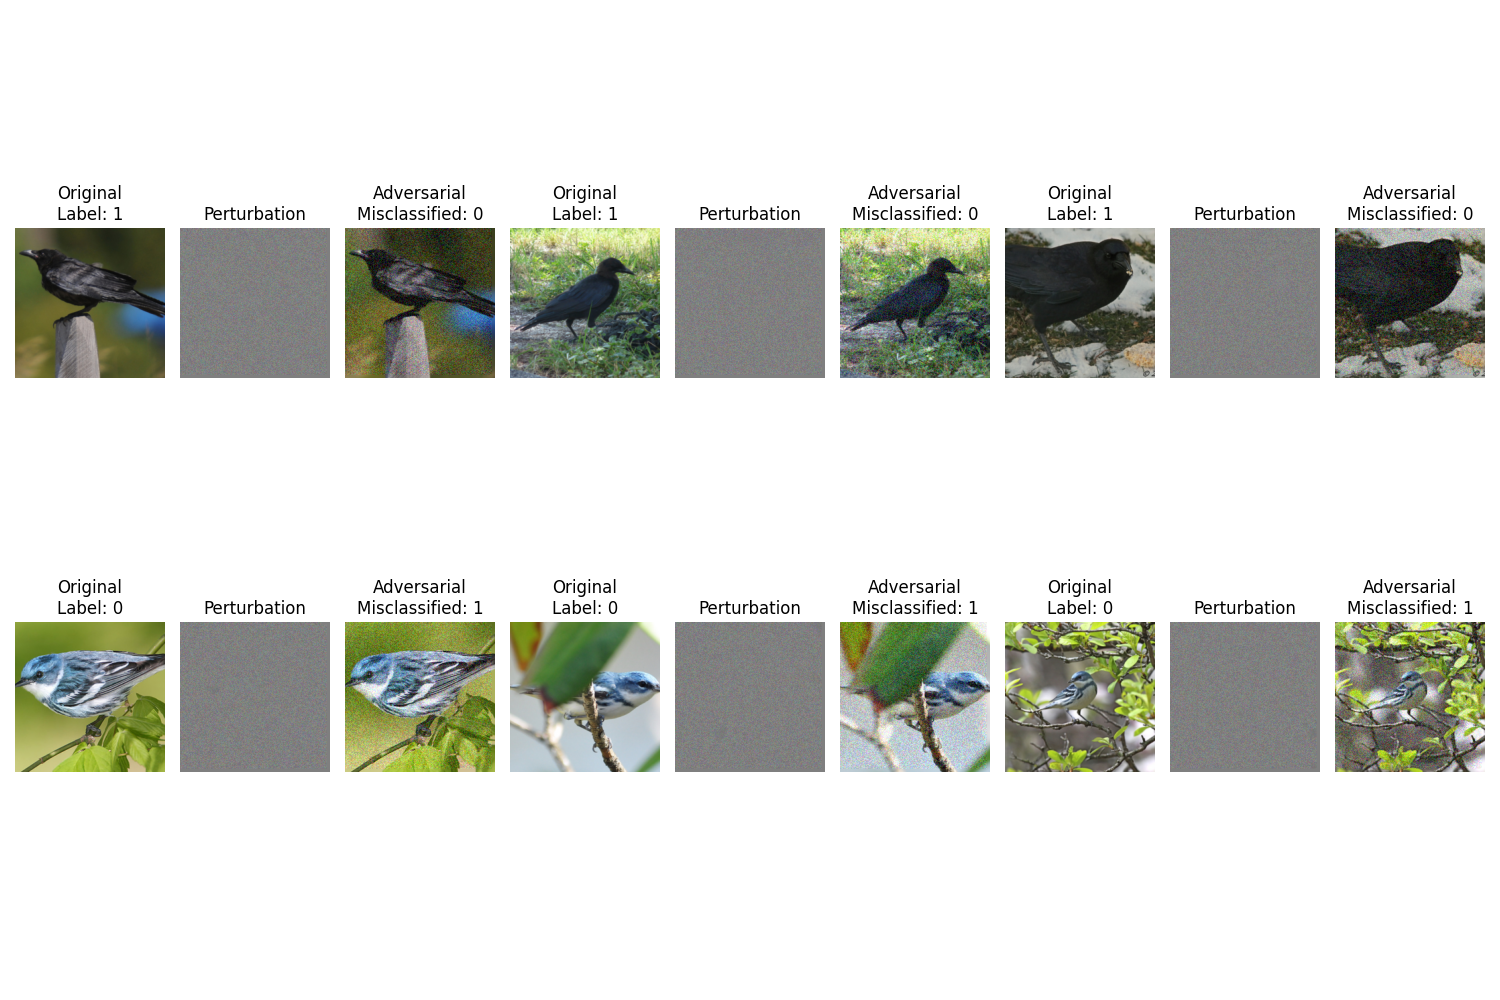 Original
Label: 1
Perturbation
Adversarial
Misclassified: 0
Original
Label: 1
Perturbation
Adversarial
Misclassified: 0
Original
Label: 1
Perturbation
Adversarial
Misclassified: 0
Original
Label: 0
Perturbation
Adversarial
Misclassified: 1
Original
Label: 0
Perturbation
Adversarial
Misclassified: 1
Original
Label: 0
Perturbation
Adversarial
Misclassified: 1